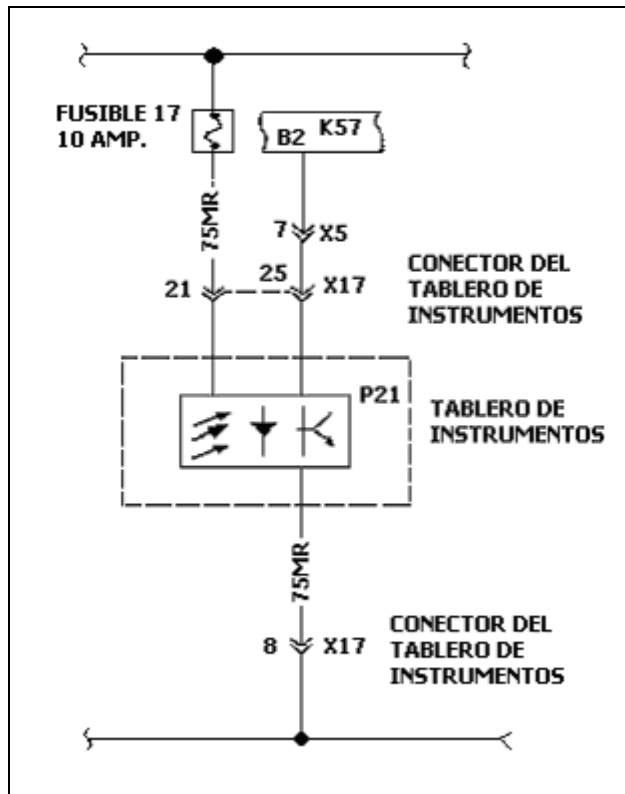 FUSIBLE 17
10 AMP.
B2 K57
75MR
7 X5
21 25 X17
CONECTOR DEL
TABLERO DE
INSTRUMENTOS
P21
TABLERO DE
INSTRUMENTOS
75MR
8 X17
CONECTOR DEL
TABLERO DE
INSTRUMENTOS